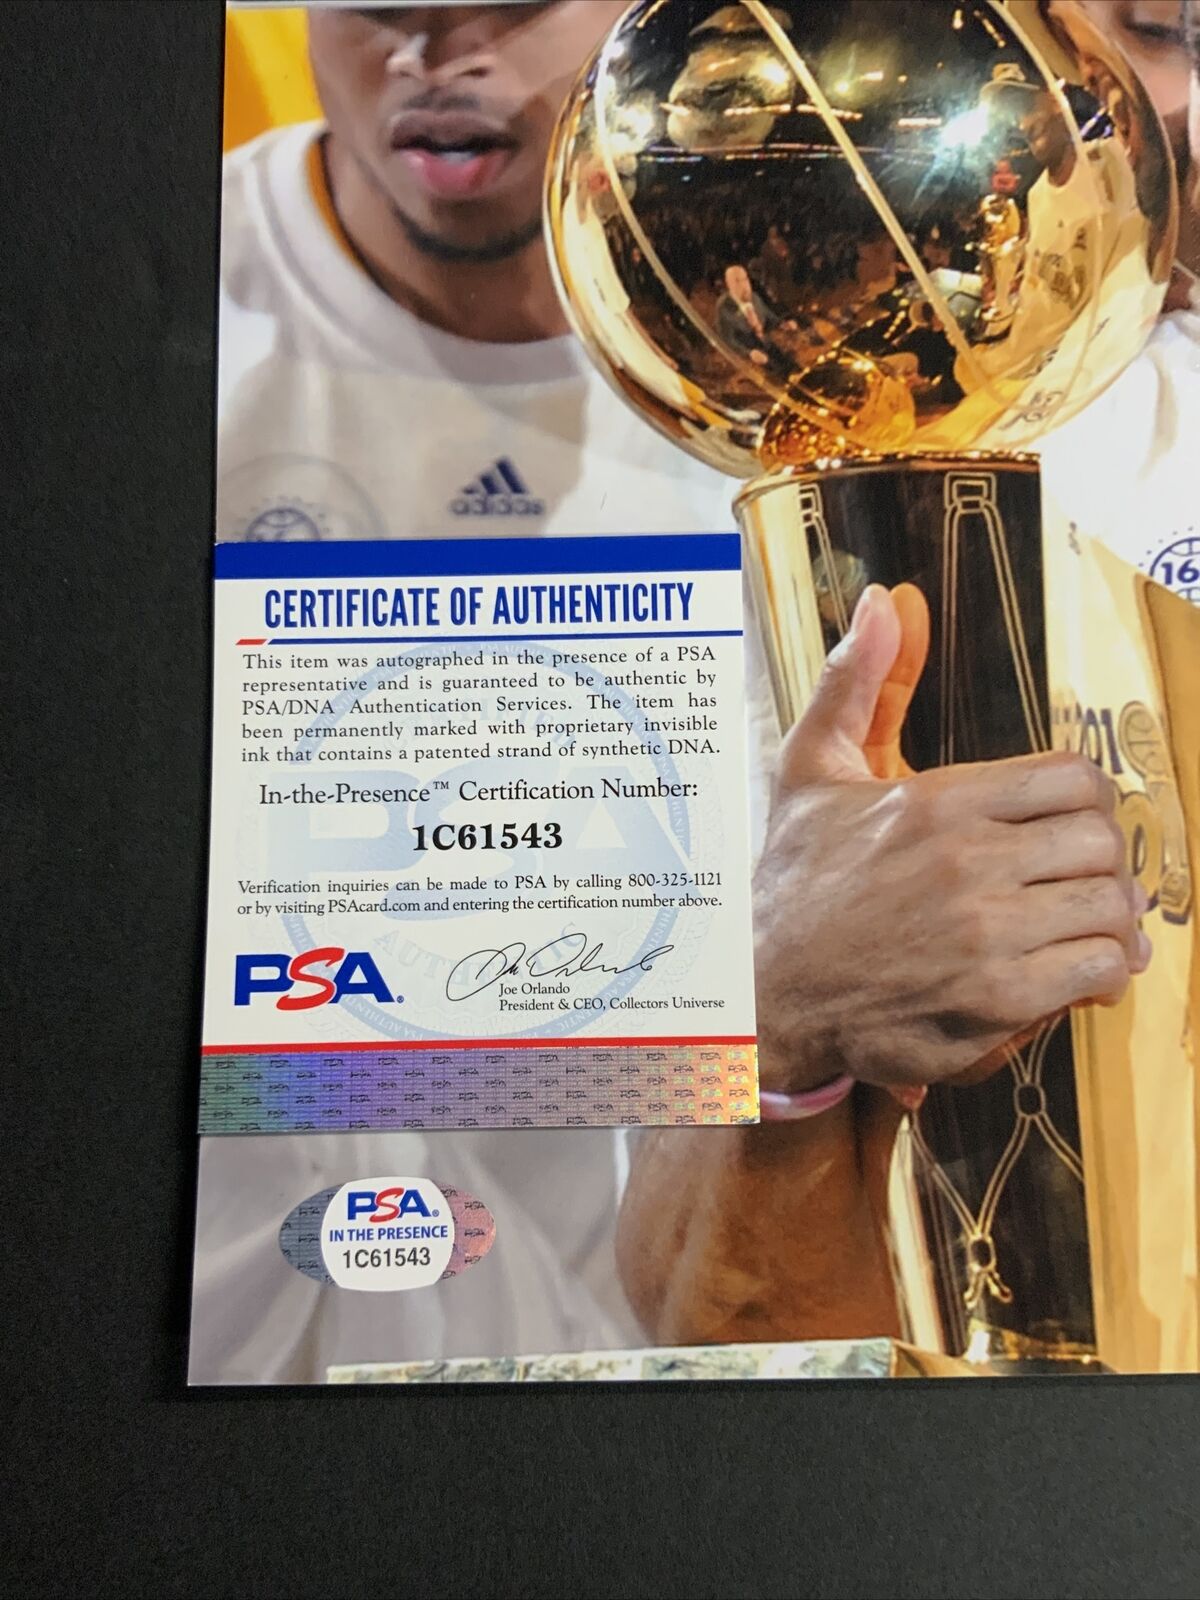 adidas
16
CERTIFICATE OF AUTHENTICITY
This item was autographed in the presence of a PSA
representative and is guaranteed to be authentic by
PSA/DNA Authentication Services. The item has
been permanently marked with proprietary invisible
ink that contains a patented strand of synthetic DNA.
In-the-Presence™ Certification Number:
1C61543
Verification inquiries can be made to PSA by calling 800-325-1121
or by visiting PSAcard.com and entering the certification number above.
PSA®
Joe Orlando
President & CEO, Collectors Universe
PSA®
IN THE PRESENCE
1C61543